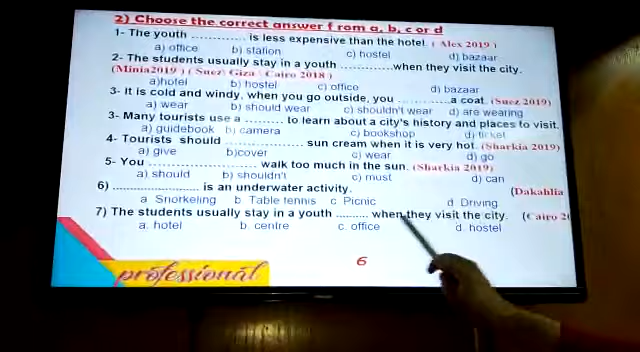 2) Choose the correct answer from a, b, c or d
1- The youth ............. is less expensive than the hotel. ( Alex 2019 )
a) office b) station c) hostel d) bazaar
2- The students usually stay in a youth .............when they visit the city.
(Minia2019 ) ( Suez\ Giza \ Cairo 2018 )
a)hotel b) hostel c) office d) bazaar
3- It is cold and windy, when you go outside, you ............a coat. (Suez 2019)
a) wear b) should wear c) shouldn't wear d) are wearing
3- Many tourists use a ......... to learn about a city's history and places to visit.
a) guidebook b) camera c) bookshop d) ticket
4- Tourists should .................. sun cream when it is very hot. (Sharkia 2019)
a) give b)cover c) wear d) go
5- You .................. walk too much in the sun. (Sharkia 2019)
a) should b) shouldn't c) must d) can
6) ................... is an underwater activity. (Dakahlia
a Snorkeling b Table tennis c Picnic d Driving
7) The students usually stay in a youth ......... when they visit the city. (Cairo 20
a. hotel b. centre c. office d. hostel
professional
6